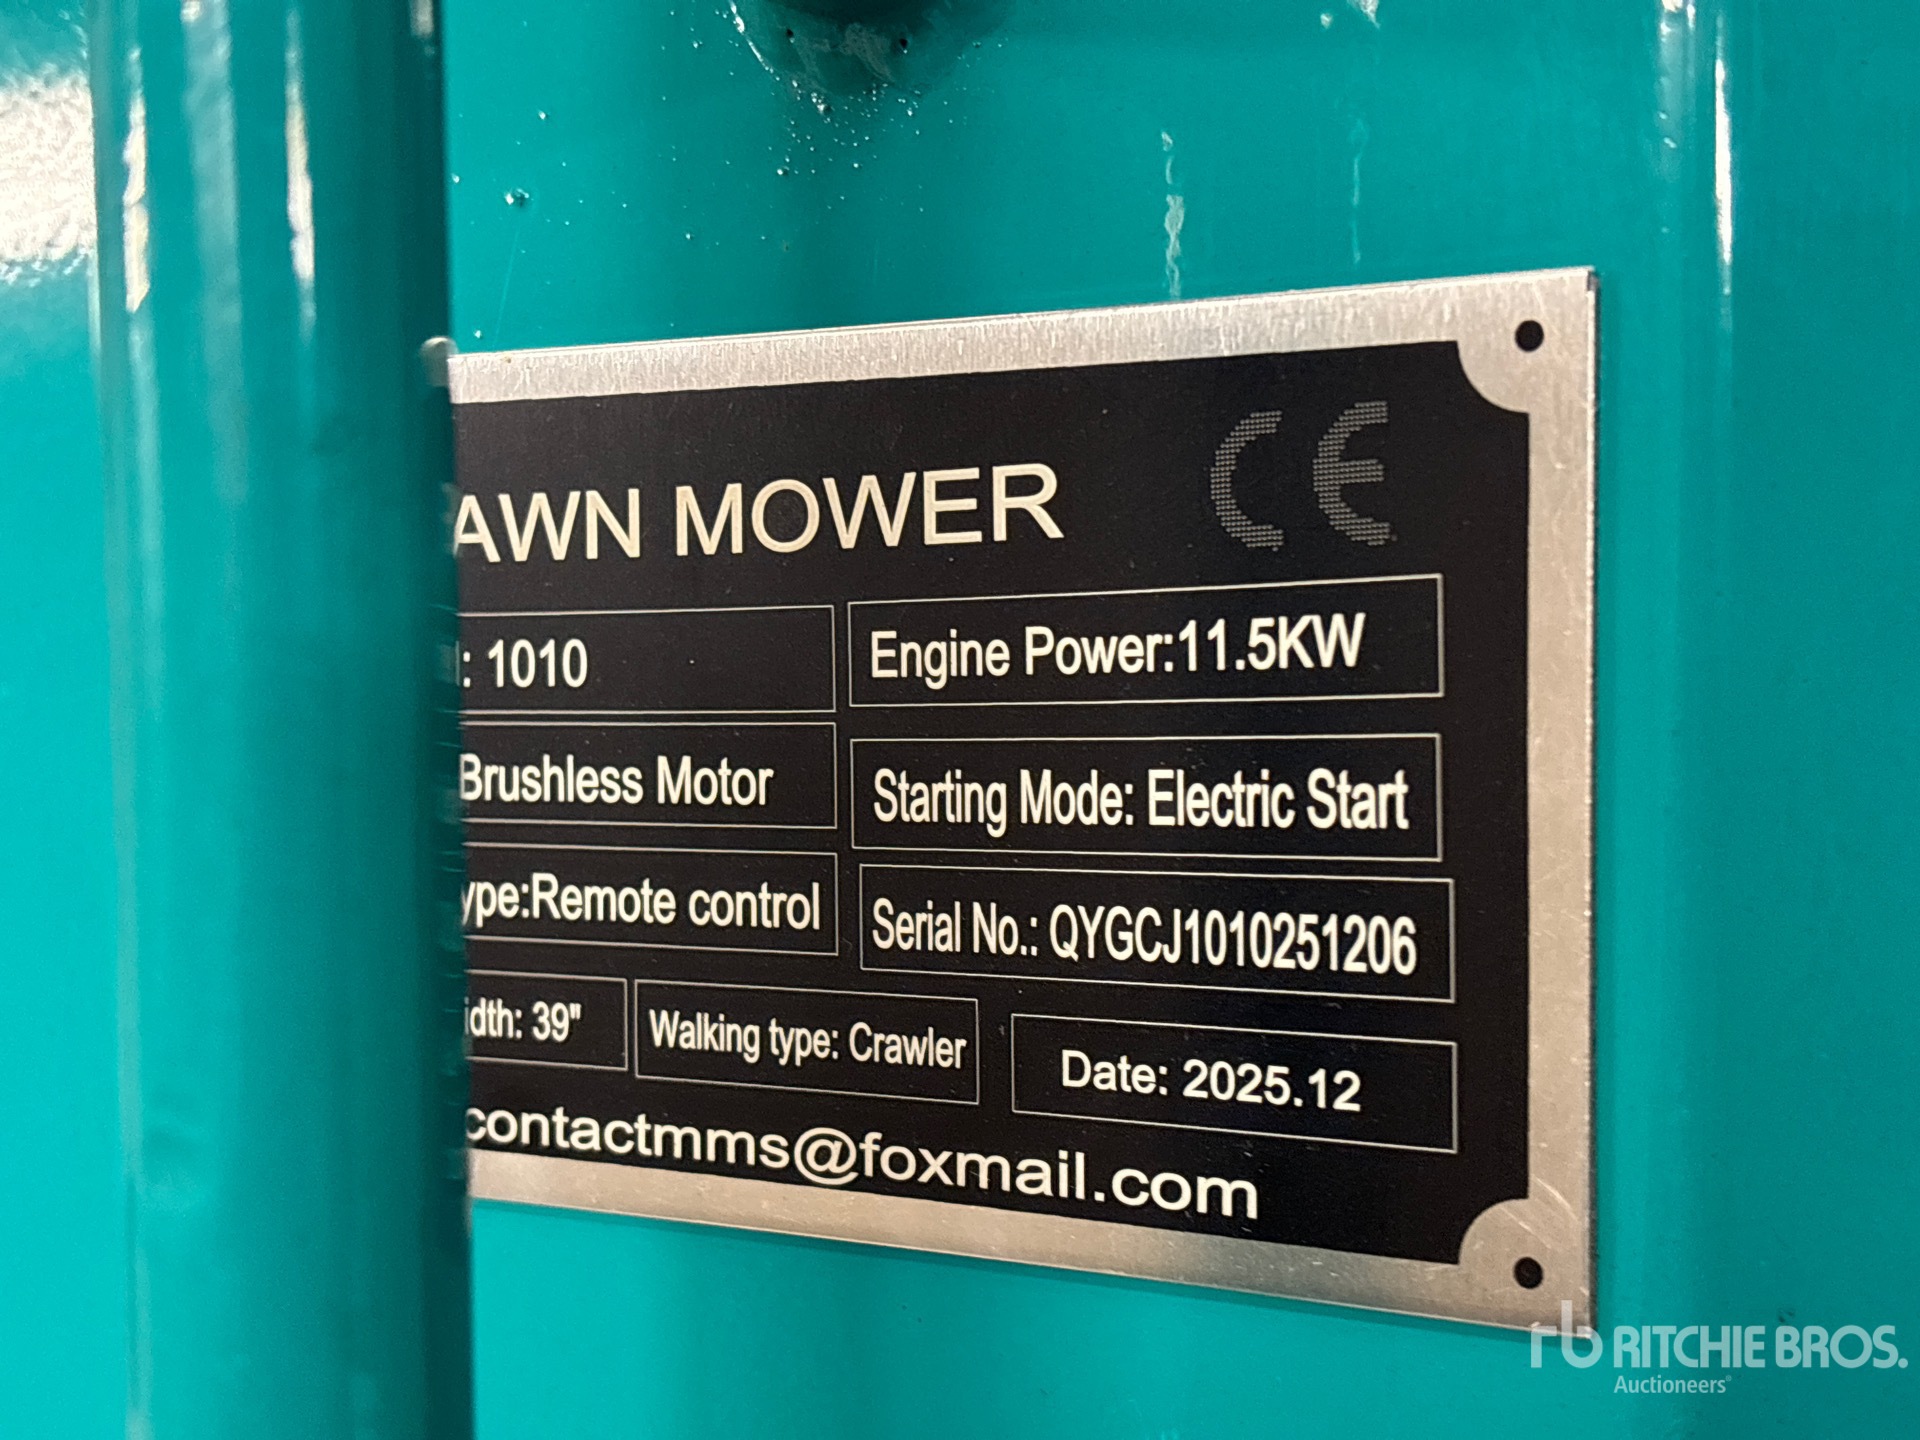 AWN MOWER CE
l: 1010 Engine Power:11.5KW
Brushless Motor Starting Mode: Electric Start
ype:Remote control Serial No.: QYGCJ1010251206
idth: 39" Walking type: Crawler Date: 2025.12
contactmms@foxmail.com
rb RITCHIE BROS.
Auctioneers